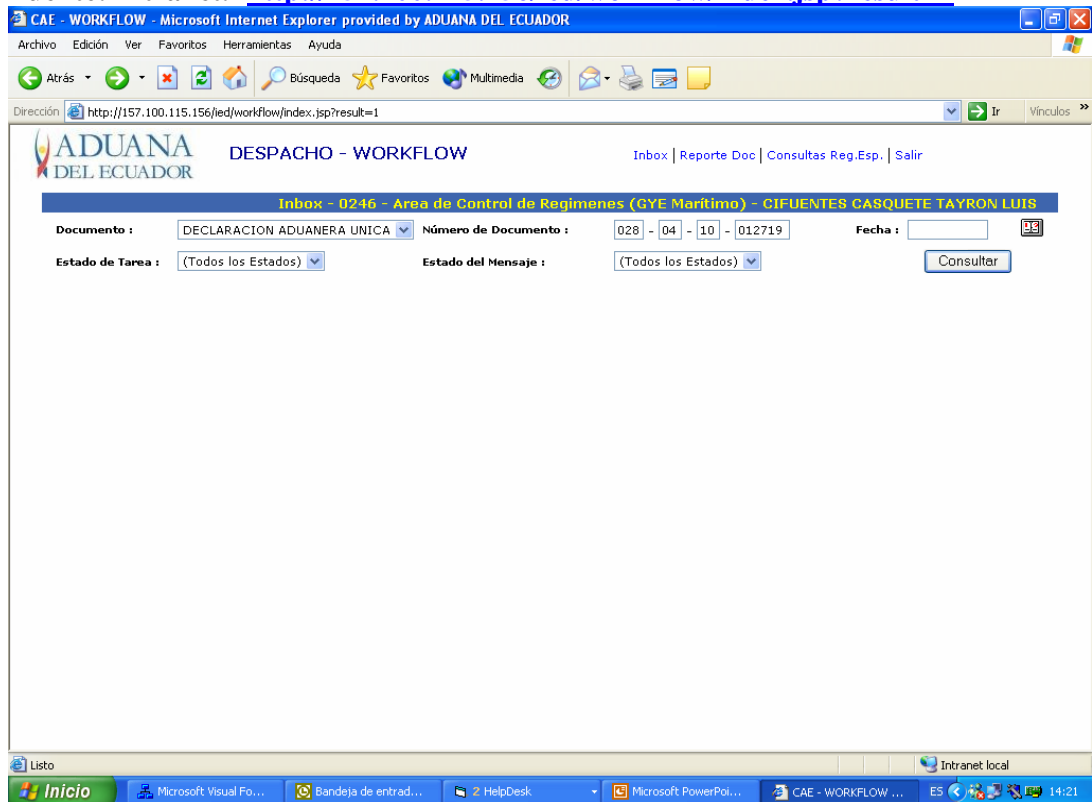 CAE - WORKFLOW - Microsoft Internet Explorer provided by ADUANA DEL ECUADOR
Archivo Edición Ver Favoritos Herramientas Ayuda
Atrás Búsqueda Favoritos Multimedia
Dirección http://157.100.115.156/ied/workflow/index.jsp?result=1 Ir Vínculos »
ADUANA
DEL ECUADOR
DESPACHO - WORKFLOW
Inbox | Reporte Doc | Consultas Reg.Esp. | Salir
Inbox - 0246 - Area de Control de Regimenes (GYE Marítimo) - CIFUENTES CASQUETE TAYRON LUIS
Documento : DECLARACION ADUANERA UNICA Número de Documento : 028 - 04 - 10 - 012719 Fecha :
Estado de Tarea : (Todos los Estados) Estado del Mensaje : (Todos los Estados) Consultar
Listo Intranet local
Inicio Microsoft Visual Fo... Bandeja de entrad... 2 HelpDesk Microsoft PowerPoi... CAE - WORKFLOW ... ES 14:21